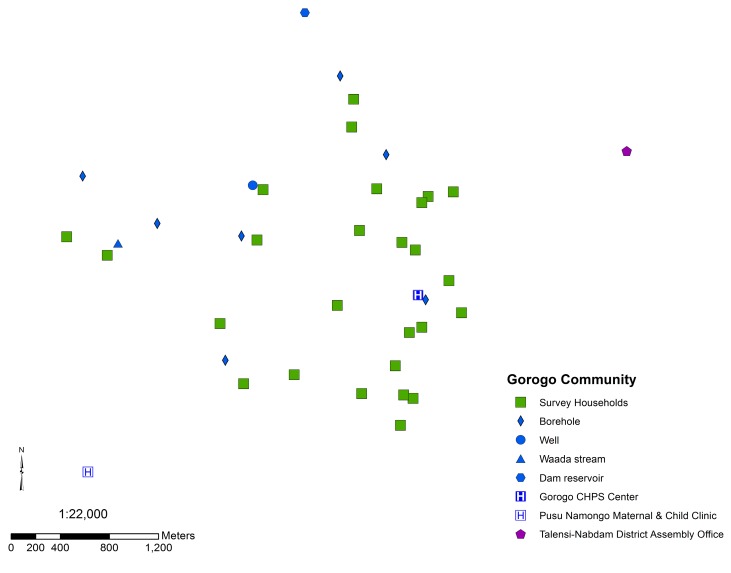 Gorogo Community
Survey Households
Borehole
Well
Waada stream
Dam reservoir
Gorogo CHPS Center
Pusu Namongo Maternal & Child Clinic
Talensi-Nabdam District Assembly Office
H
H
H
H
N
1:22,000
Meters
0 200 400 800 1,200